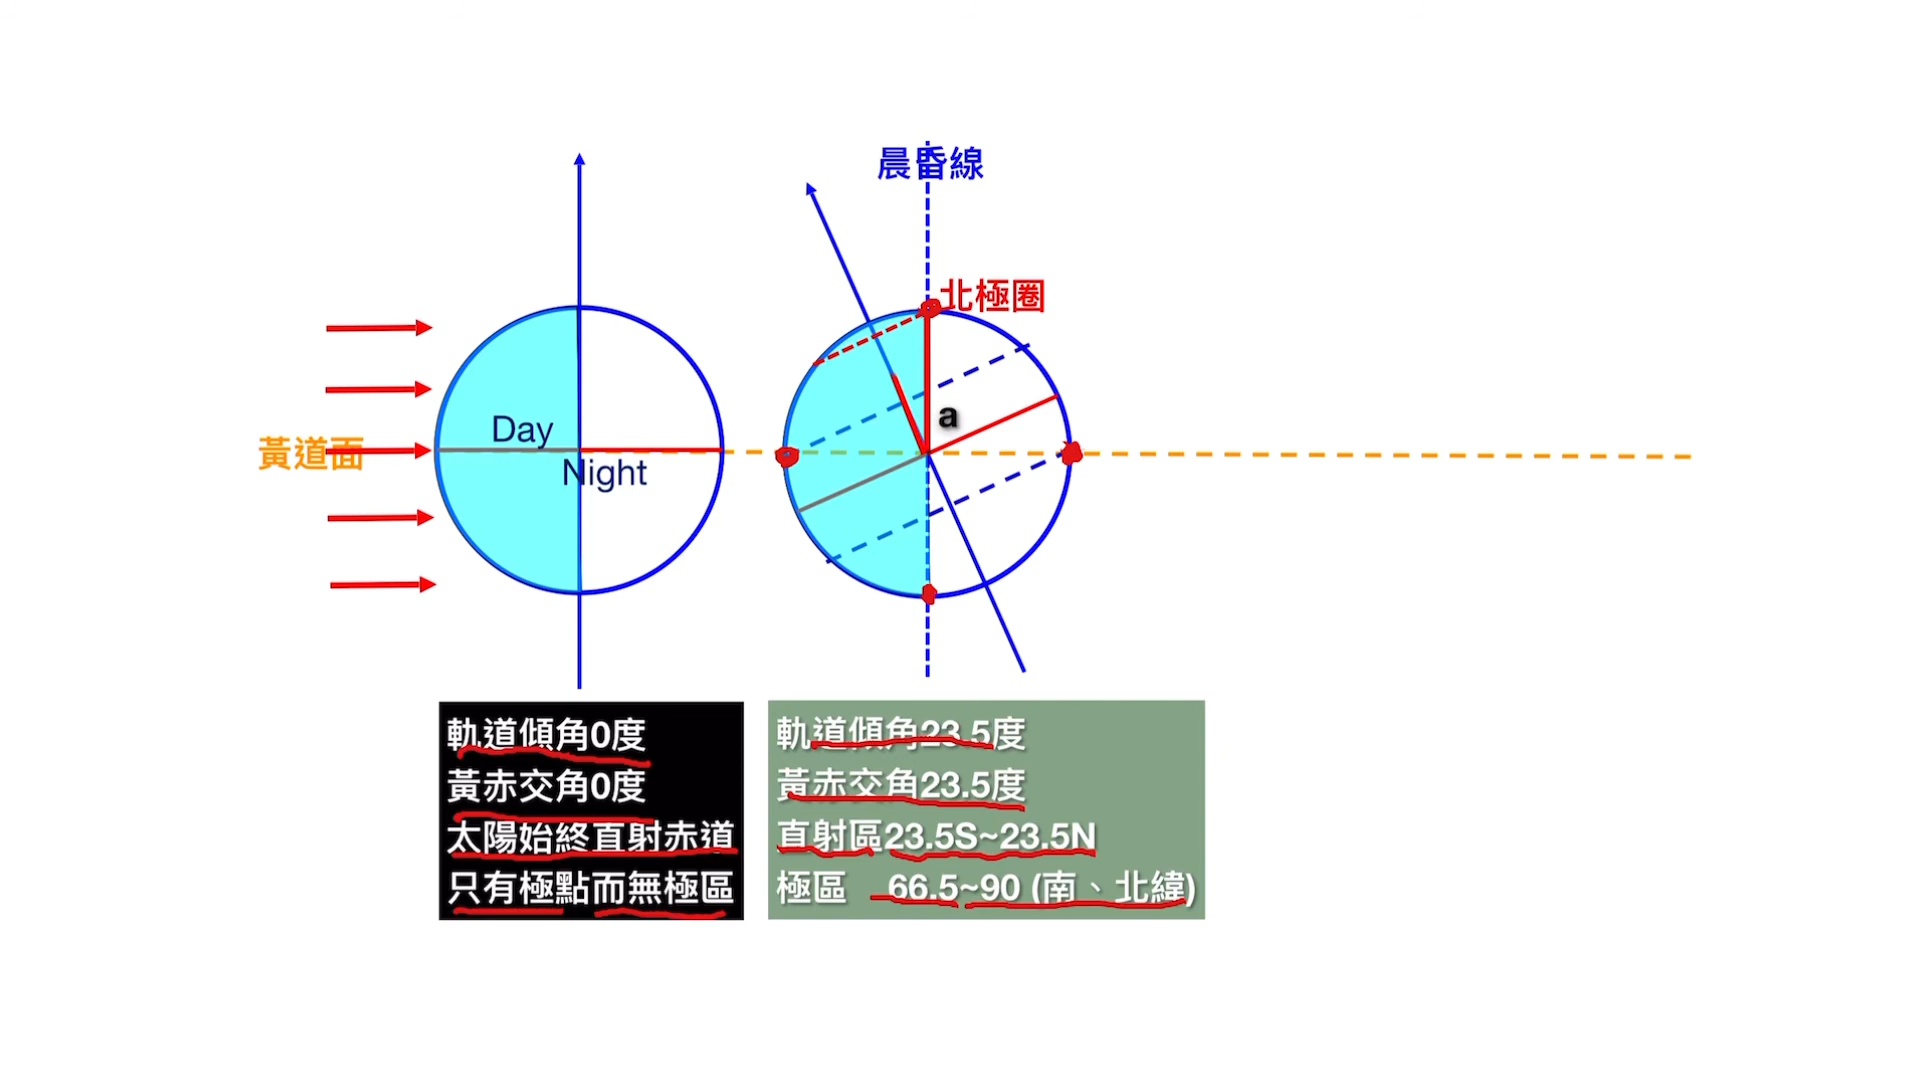 晨昏線
北極圈
a
Day
黃道面
Night
軌道傾角0度
黃赤交角0度
太陽始終直射赤道
只有極點而無極區
軌道傾角23.5度
黃赤交角23.5度
直射區23.5S~23.5N
極區 66.5~90 (南、北緯)